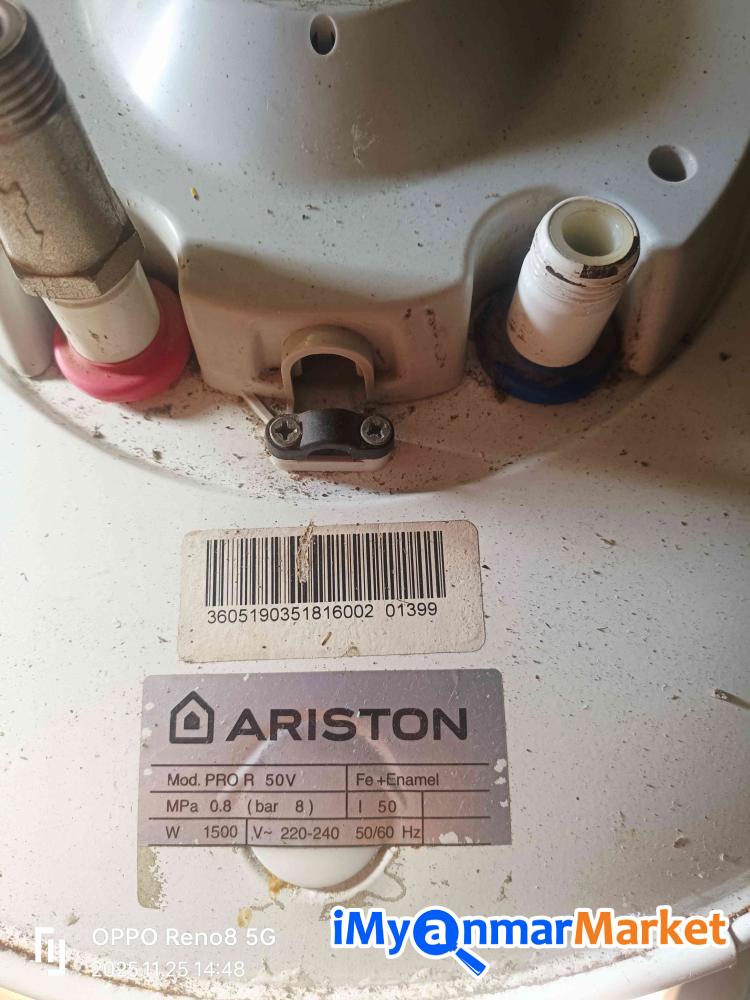 3605190351816002 01399
ARISTON
Mod. PRO R 50V Fe+Enamel
MPa 0.8 (bar 8) l 50
W 1500 V~ 220-240 50/60 Hz
OPPO Reno8 5G
2025.11.25 14:48
iMyanmarMarket